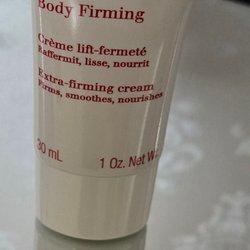 Body Firming
Crème lift-fermeté
Raffermit, lisse, nourrit
Extra-firming cream
Firms, smoothes, nourishes
30 mL
1 Oz. Net Wt.